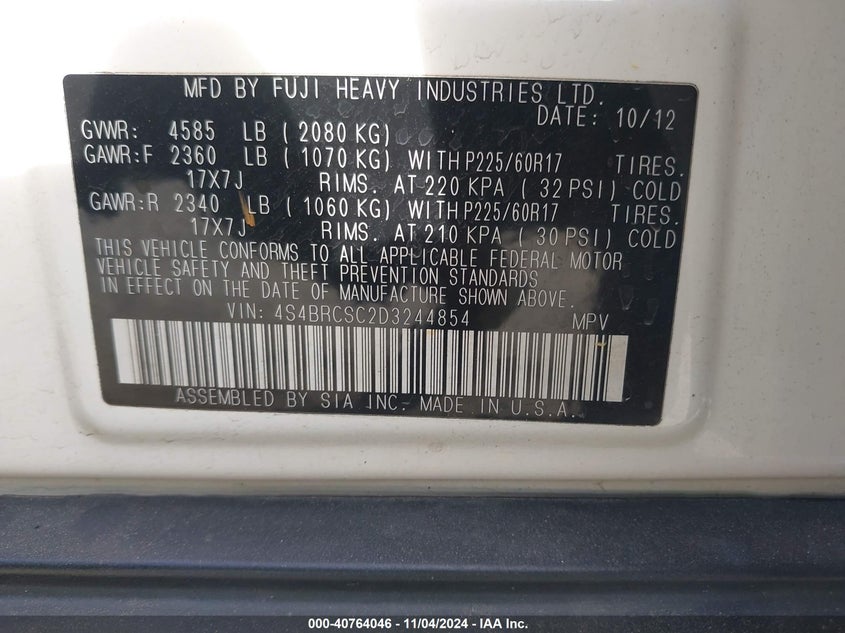 MFD BY FUJI HEAVY INDUSTRIES LTD.
DATE: 10/12
GVWR: 4585 LB ( 2080 KG)
GAWR:F 2360 LB ( 1070 KG) WITH P225/60R17 TIRES.
17X7J RIMS. AT 220 KPA ( 32 PSI) COLD
GAWR:R 2340 LB ( 1060 KG) WITH P225/60R17 TIRES.
17X7J RIMS. AT 210 KPA ( 30 PSI) COLD
THIS VEHICLE CONFORMS TO ALL APPLICABLE FEDERAL MOTOR
VEHICLE SAFETY AND THEFT PREVENTION STANDARDS
IN EFFECT ON THE DATE OF MANUFACTURE SHOWN ABOVE.
VIN: 4S4BRCSC2D3244854 MPV
ASSEMBLED BY SIA INC. MADE IN U.S.A.
000-40764046 - 11/04/2024 - IAA Inc.